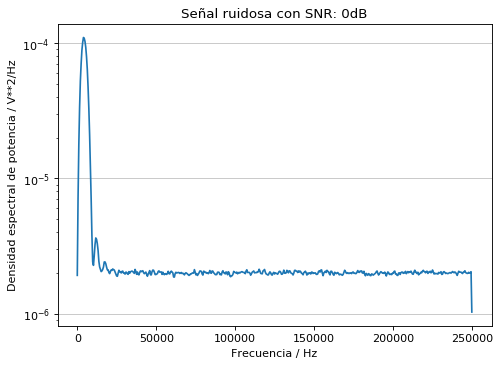 Señal ruidosa con SNR: 0dB
Densidad espectral de potencia / V**2/Hz
10⁻⁴
10⁻⁵
10⁻⁶
0 50000 100000 150000 200000 250000
Frecuencia / Hz